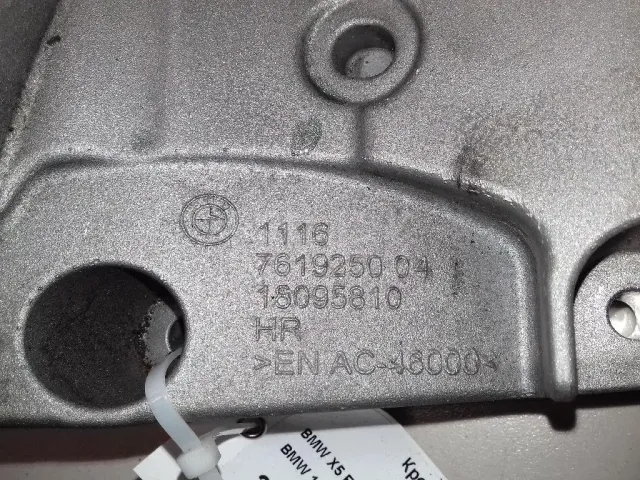 1116
7619250 04
15095810
HR
>EN AC-46000<
BMW X5
BMW 1